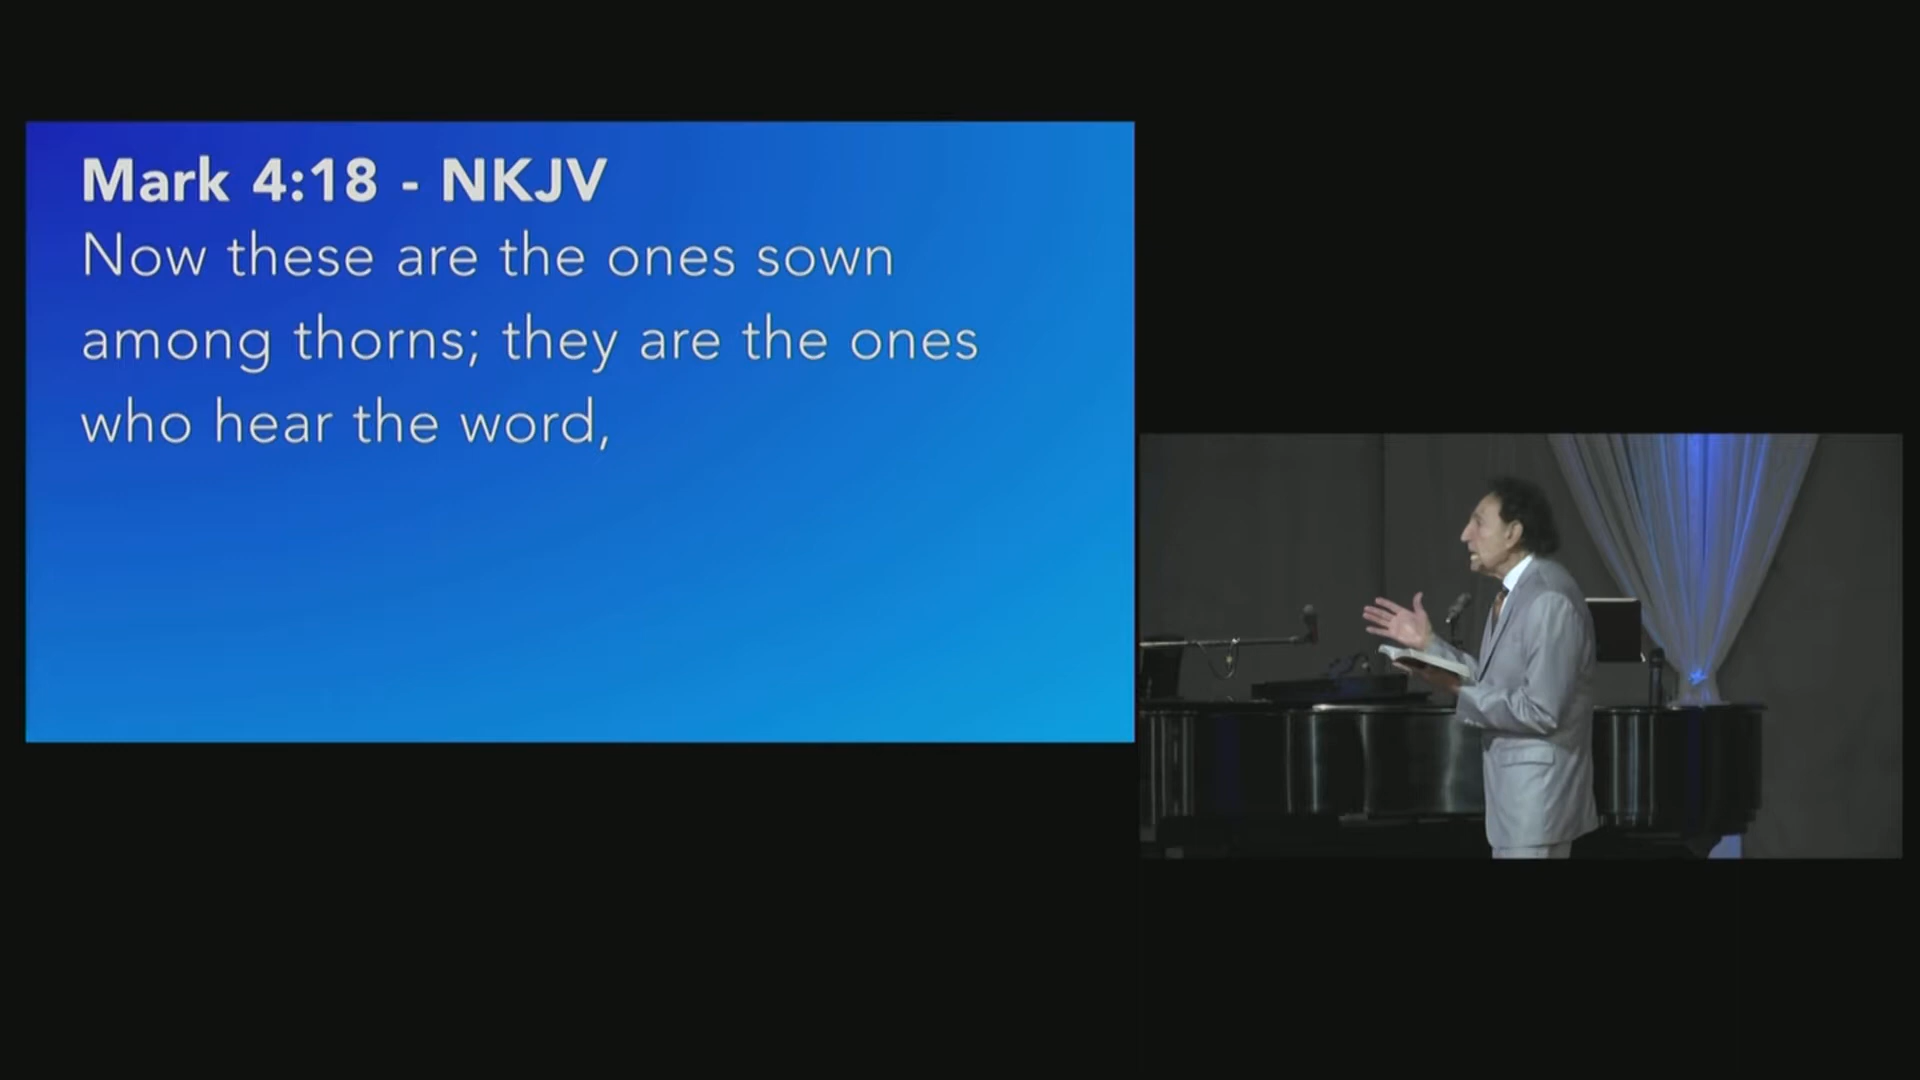 Mark 4:18 - NKJV
Now these are the ones sown
among thorns; they are the ones
who hear the word,